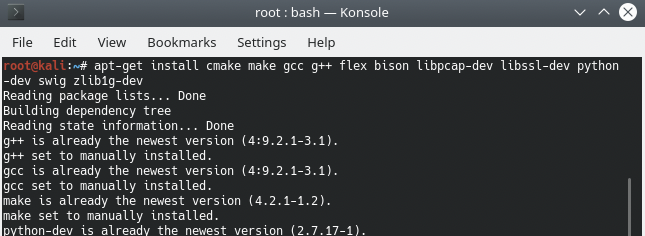 root : bash — Konsole
File Edit View Bookmarks Settings Help
root@kali:~# apt-get install cmake make gcc g++ flex bison libpcap-dev libssl-dev python
-dev swig zlib1g-dev
Reading package lists... Done
Building dependency tree
Reading state information... Done
g++ is already the newest version (4:9.2.1-3.1).
g++ set to manually installed.
gcc is already the newest version (4:9.2.1-3.1).
gcc set to manually installed.
make is already the newest version (4.2.1-1.2).
make set to manually installed.
python-dev is already the newest version (2.7.17-1).